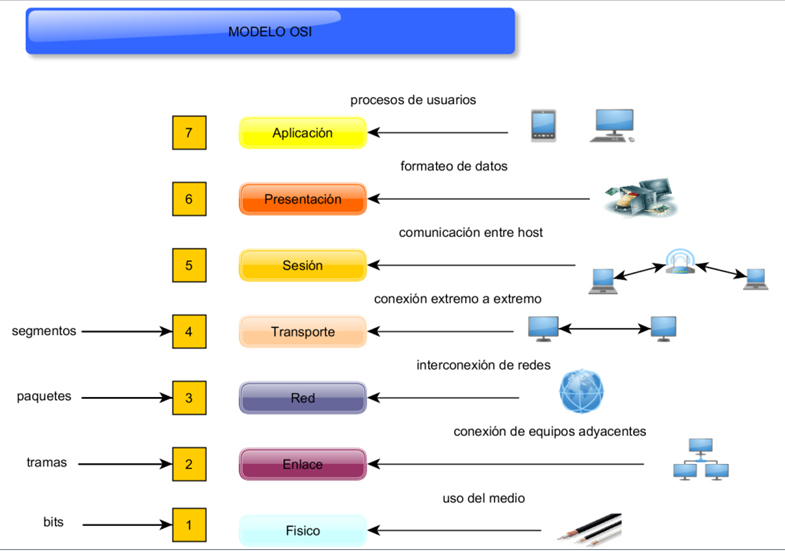 MODELO OSI
procesos de usuarios
7 Aplicación
formateo de datos
6 Presentación
comunicación entre host
5 Sesión
conexión extremo a extremo
segmentos 4 Transporte
interconexión de redes
paquetes 3 Red
conexión de equipos adyacentes
tramas 2 Enlace
uso del medio
bits 1 Fisico